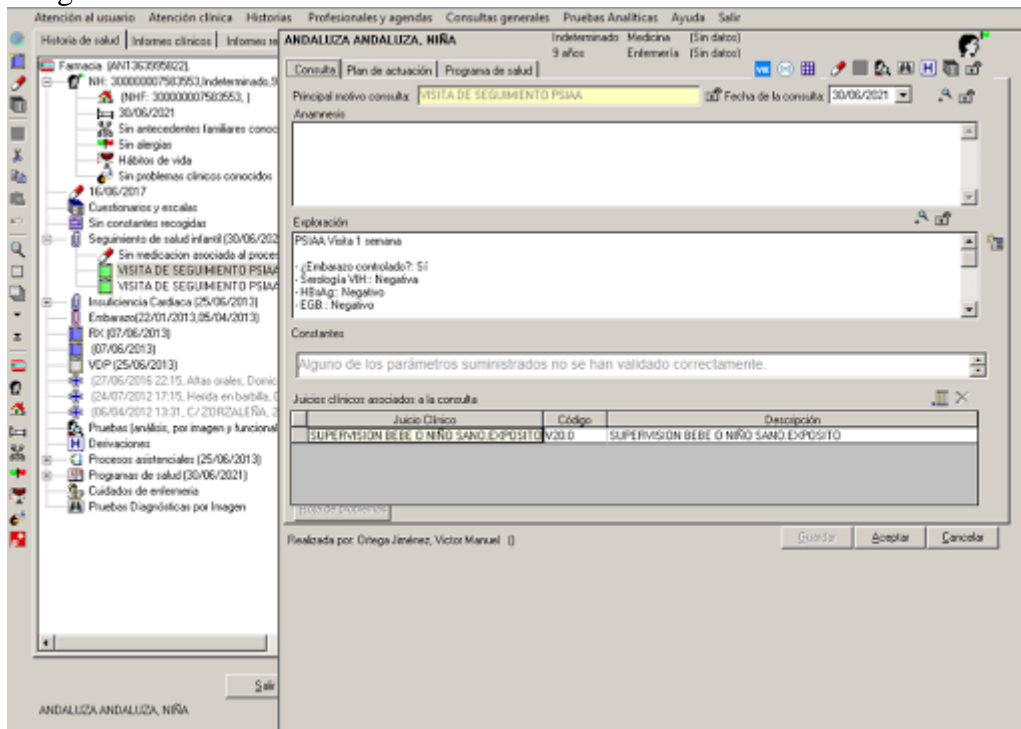 Atención al usuario Atención clínica Historias Profesionales y agendas Consultas generales Pruebas Analíticas Ayuda Salir
Historia de salud Informes clínicos Informes
Farmacia (AN1363995822)
NH: 300000007583553,Indeterminado,9
(NHF: 300000007583553, )
30/06/2021
Sin antecedentes familiares conoc
Sin alergias
Hábitos de vida
Sin problemas clínicos conocidos
16/06/2017
Cuestionarios y escalas
Sin constantes recogidas
Seguimiento de salud infantil (30/06/202
Sin medicacion asociada al proces
VISITA DE SEGUIMIENTO PSIAA
VISITA DE SEGUIMIENTO PSIAA
Insuficiencia Cardiaca (25/06/2013)
Embarazo(22/01/2013,05/04/2013)
RX (07/06/2013)
(07/06/2013)
VDP (25/06/2013)
(27/06/2016 22:15, Altas orales, Domic
(24/07/2012 17:15, Herida en barbilla, C
(06/04/2012 13:31, C/ ZORZALEÑA, 2
Pruebas (análisis, por imagen y funcional
Derivaciones
Procesos asistenciales (25/06/2013)
Programas de salud (30/06/2021)
Cuidados de enfermeria
Pruebas Diagnósticas por Imagen
Salir
ANDALUZA ANDALUZA, NIÑA
ANDALUZA ANDALUZA, NIÑA Indeterminado Medicina (Sin datos)
9 años Enfermería (Sin datos)
Consulta Plan de actuación Programa de salud
Principal motivo consulta: VISITA DE SEGUIMIENTO PSIAA Fecha de la consulta: 30/06/2021
Anamnesis
Exploración
PSIAA Visita 1 semana
- ¿Embarazo controlado?: Sí
- Serología VIH:: Negativa
- HBsAg:: Negativo
- EGB:: Negativo
Constantes
Alguno de los parámetros suministrados no se han validado correctamente.
Juicios clínicos asociados a la consulta
Juicio Clínico Código Descripción
SUPERVISION BEBE O NIÑO SANO.EXPOSITO V20.0 SUPERVISION BEBE O NIÑO SANO.EXPOSITO
Hoja de problemas
Realizada por: Ortega Jiménez, Victor Manuel ()
Guardar Aceptar Cancelar